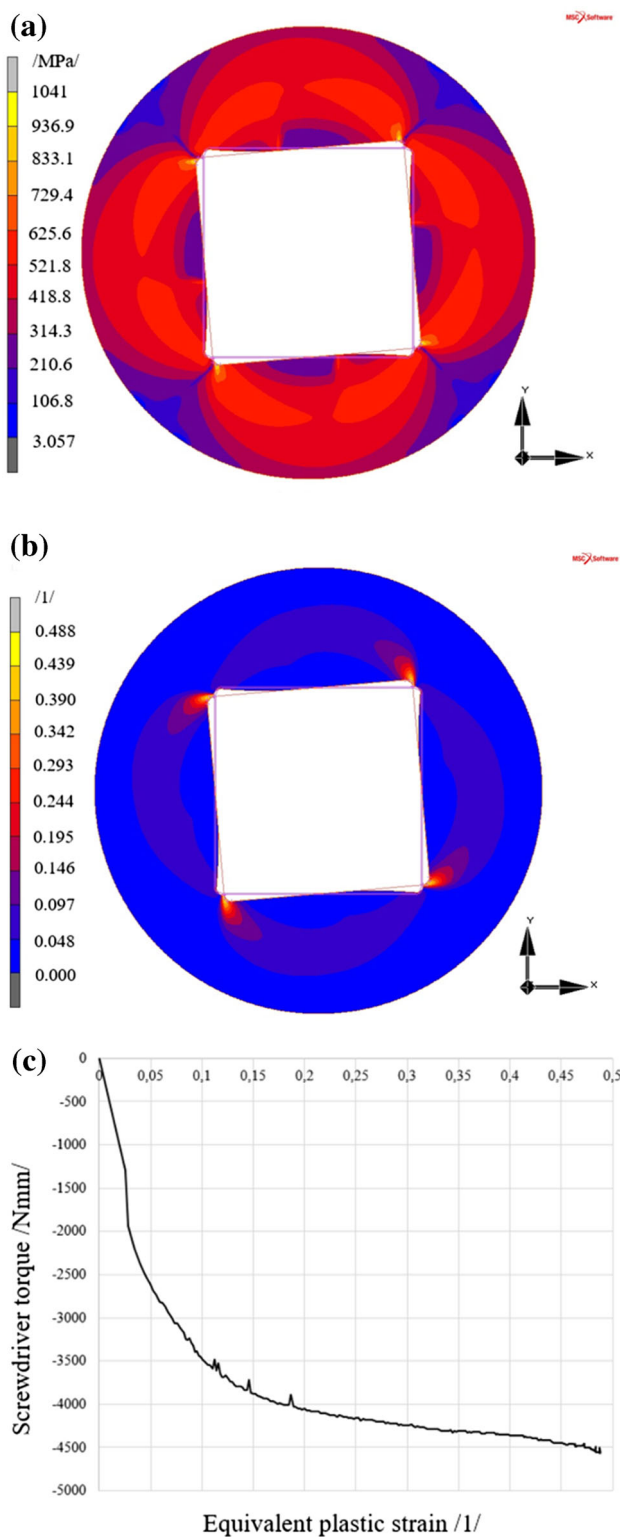 (a)
MSC Software
/MPa/
1041
936.9
833.1
729.4
625.6
521.8
418.8
314.3
210.6
106.8
3.057
Y
X
(b)
MSC Software
/1/
0.488
0.439
0.390
0.342
0.293
0.244
0.195
0.146
0.097
0.048
0.000
Y
X
(c)
0 0,05 0,1 0,15 0,2 0,25 0,3 0,35 0,4 0,45 0,5
0
-500
-1000
-1500
-2000
-2500
-3000
-3500
-4000
-4500
-5000
Screwdriver torque /Nmm/
Equivalent plastic strain /1/